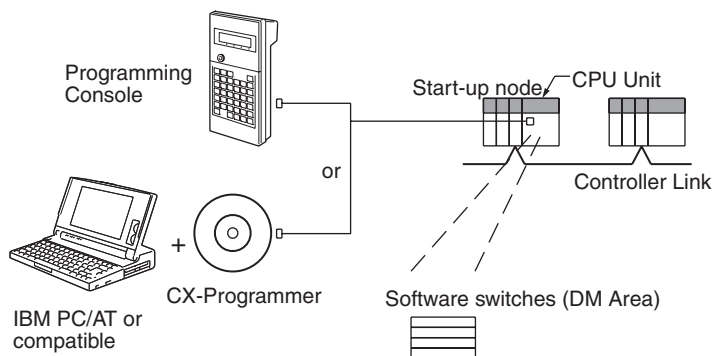 Programming
Console
Start-up node
CPU Unit
or
Controller Link
+
CX-Programmer
Software switches (DM Area)
IBM PC/AT or
compatible